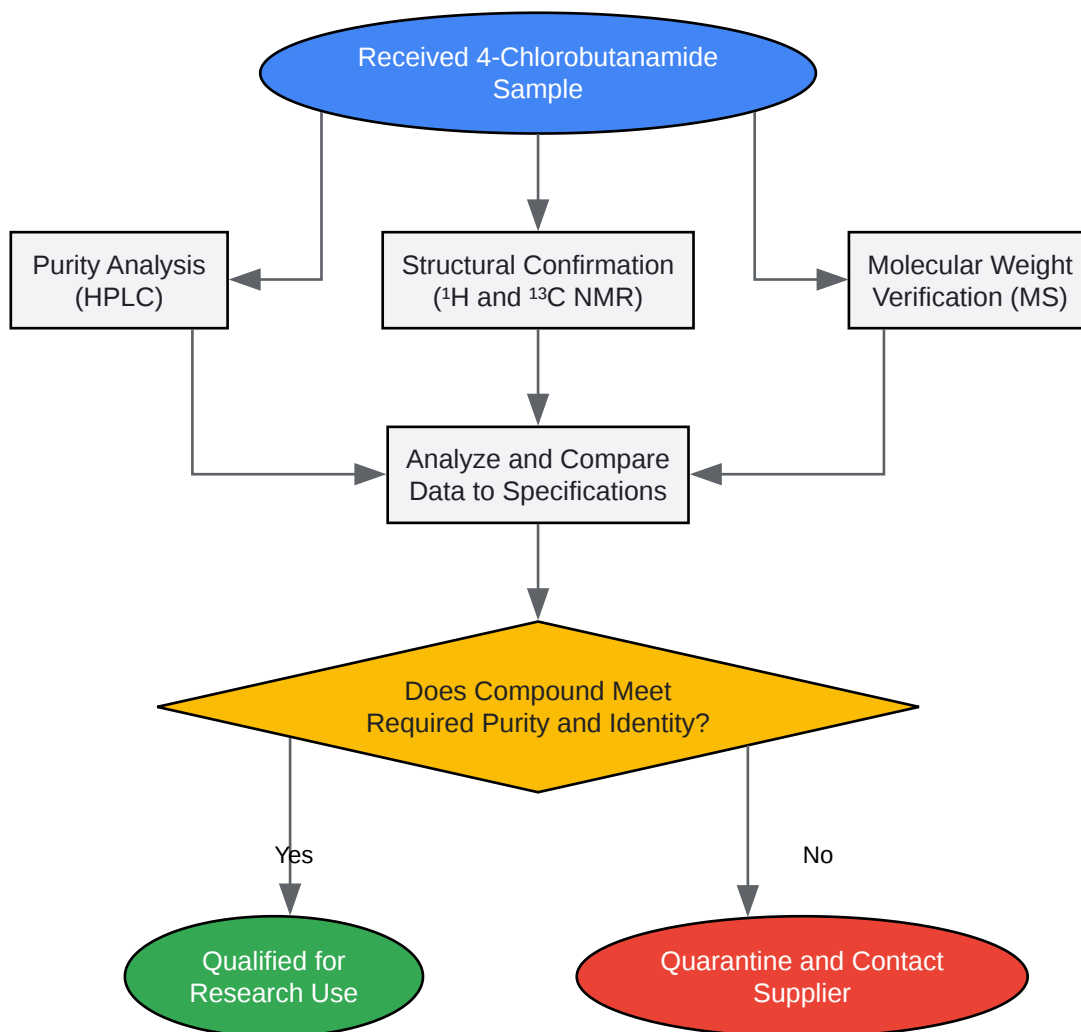 Received 4-Chlorobutanamide
Sample
Purity Analysis
(HPLC)
Structural Confirmation
(¹H and ¹³C NMR)
Molecular Weight
Verification (MS)
Analyze and Compare
Data to Specifications
Does Compound Meet
Required Purity and Identity?
Yes
No
Qualified for
Research Use
Quarantine and Contact
Supplier